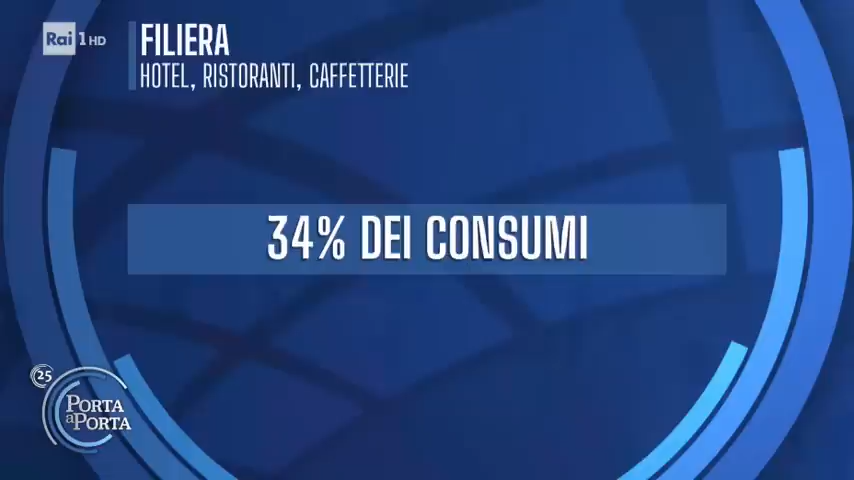 Rai 1 HD
FILIERA
HOTEL, RISTORANTI, CAFFETTERIE
34% DEI CONSUMI
25
PORTA
a PORTA